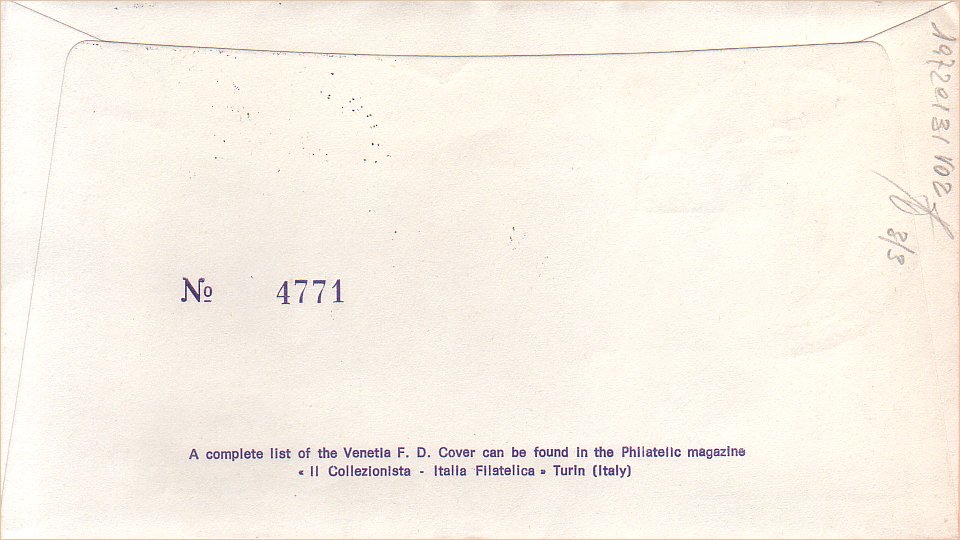 Nº 4771
A complete list of the Venetia F. D. Cover can be found in the Philatelic magazine
« Il Collezionista - Italia Filatelica » Turin (Italy)
19720131V02